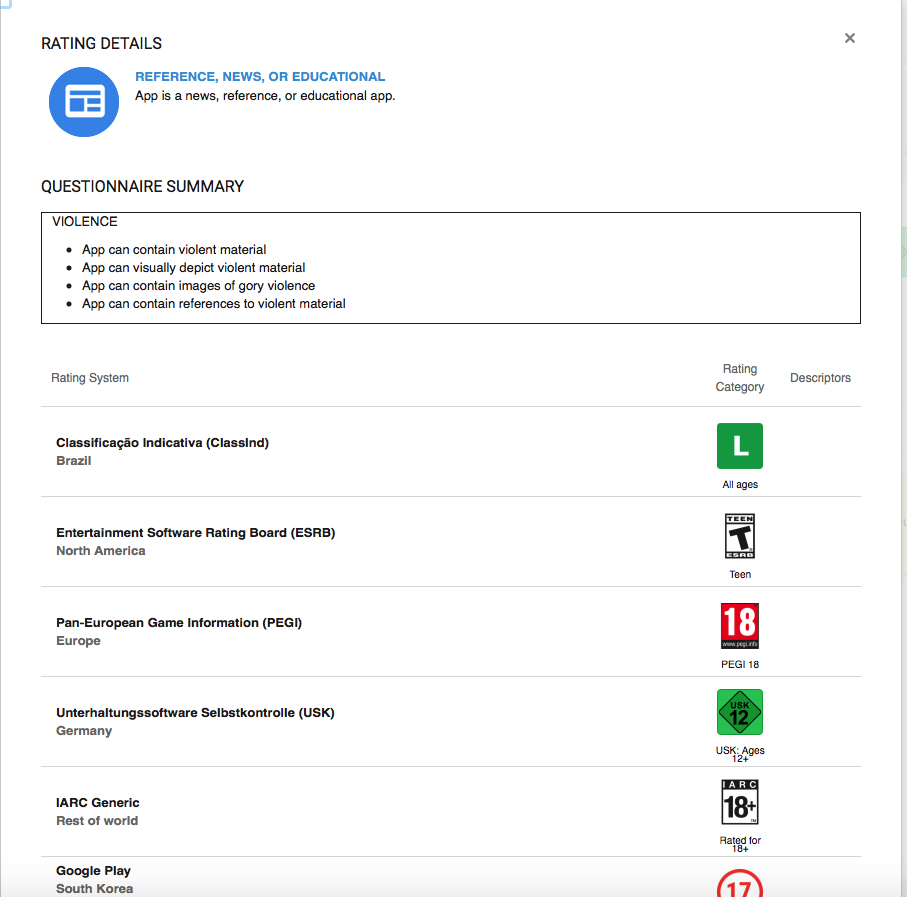 RATING DETAILS
×
REFERENCE, NEWS, OR EDUCATIONAL
App is a news, reference, or educational app.
QUESTIONNAIRE SUMMARY
VIOLENCE
• App can contain violent material
• App can visually depict violent material
• App can contain images of gory violence
• App can contain references to violent material
Rating System
Rating
Category
Descriptors
Classificação Indicativa (ClassInd)
Brazil
L
All ages
Entertainment Software Rating Board (ESRB)
North America
TEEN
T
ESRB
Teen
Pan-European Game Information (PEGI)
Europe
18
www.pegi.info
PEGI 18
Unterhaltungssoftware Selbstkontrolle (USK)
Germany
USK
12
USK: Ages
12+
IARC Generic
Rest of world
IARC
18+
TM
Rated for
18+
Google Play
South Korea
17